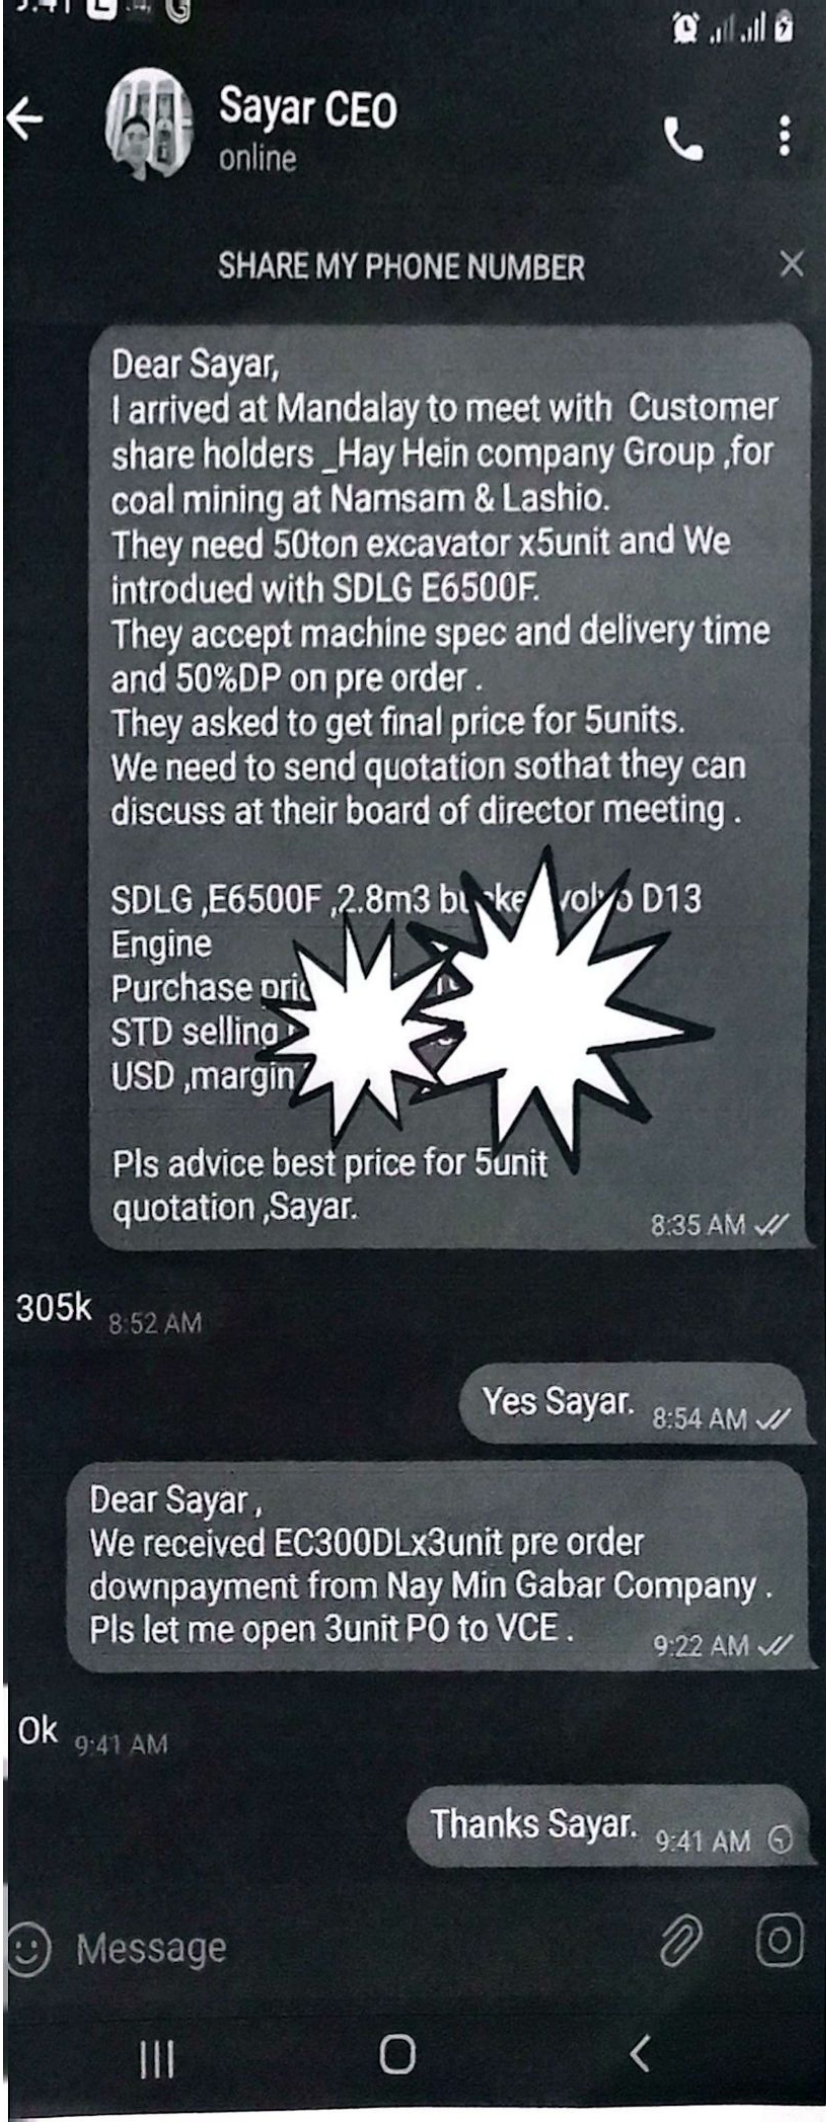 Sayar CEO
online
SHARE MY PHONE NUMBER
Dear Sayar,
I arrived at Mandalay to meet with Customer
share holders _Hay Hein company Group ,for
coal mining at Namsam & Lashio.
They need 50ton excavator x5unit and We
introdued with SDLG E6500F.
They accept machine spec and delivery time
and 50%DP on pre order .
They asked to get final price for 5units.
We need to send quotation sothat they can
discuss at their board of director meeting .
SDLG ,E6500F ,2.8m3 D13
Engine
Purchase
STD selling
USD ,margin
Pls advice best price for 5unit
quotation ,Sayar.
8:35 AM
305k 8:52 AM
Yes Sayar. 8:54 AM
Dear Sayar ,
We received EC300DLx3unit pre order
downpayment from Nay Min Gabar Company .
Pls let me open 3unit PO to VCE . 9:22 AM
Ok 9:41 AM
Thanks Sayar. 9:41 AM
Message